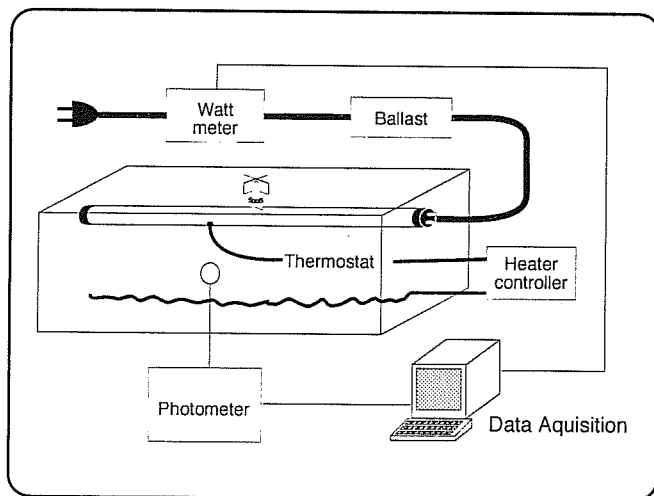 Watt
meter
Ballast
Thermostat
Heater
controller
Photometer
Data Aquisition